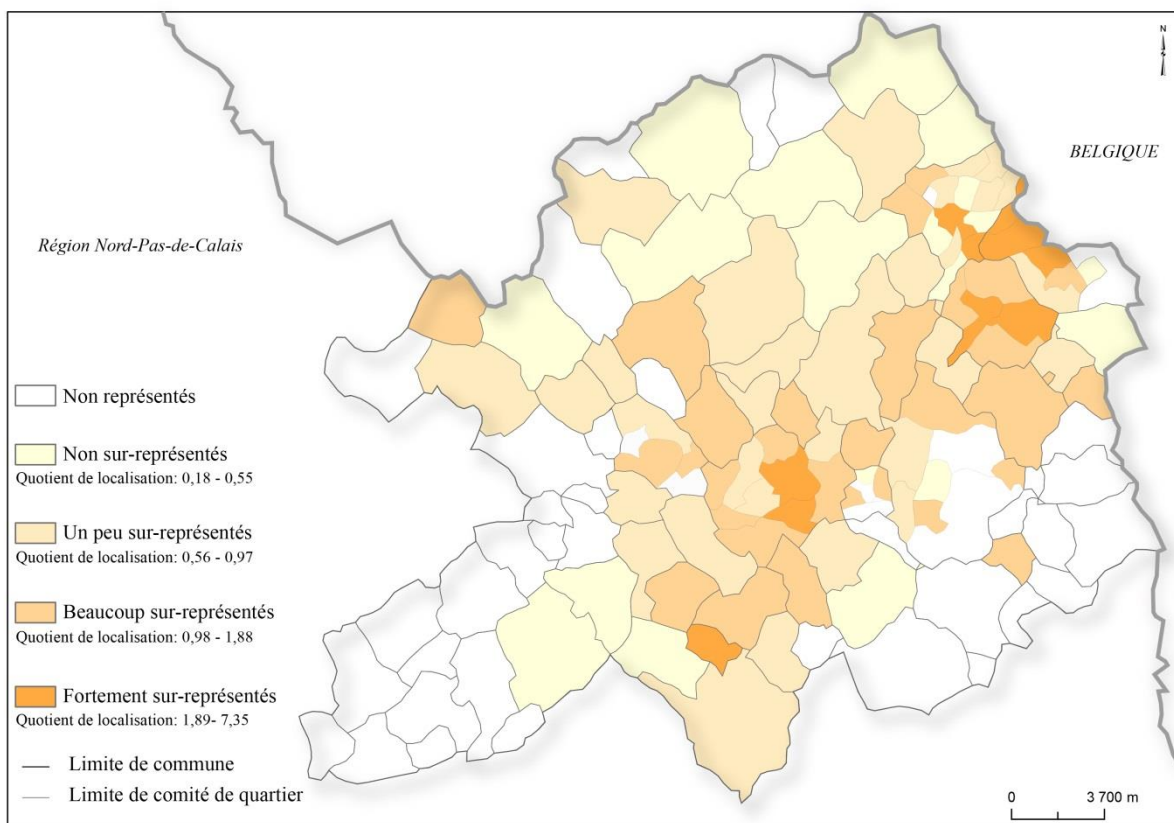 N
BELGIQUE
Région Nord-Pas-de-Calais
Non représentés
Non sur-représentés
Quotient de localisation: 0,18 - 0,55
Un peu sur-représentés
Quotient de localisation: 0,56 - 0,97
Beaucoup sur-représentés
Quotient de localisation: 0,98 - 1,88
Fortement sur-représentés
Quotient de localisation: 1,89- 7,35
Limite de commune
Limite de comité de quartier
0 3 700 m